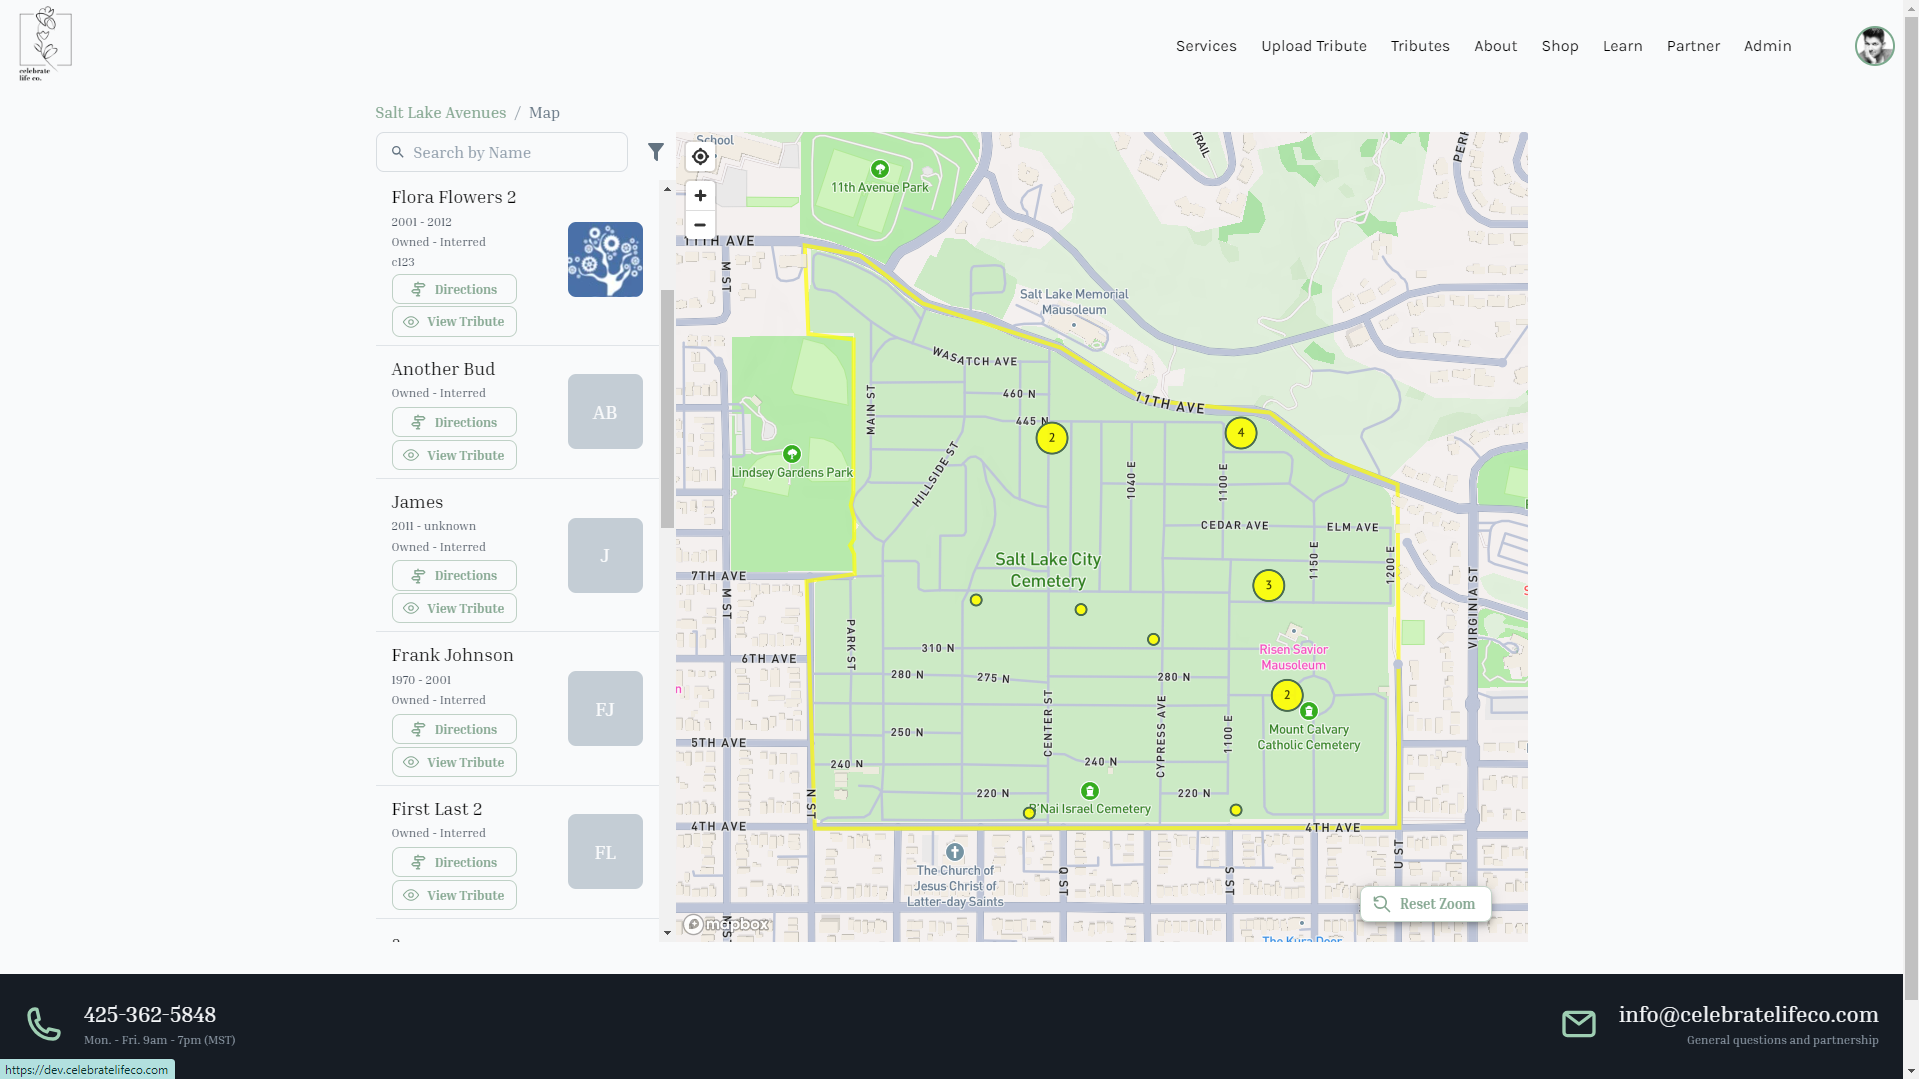 celebrate
life co.
Services
Upload Tribute
Tributes
About
Shop
Learn
Partner
Admin
Salt Lake Avenues / Map
Search by Name
Flora Flowers 2
2001 - 2012
Owned - Interred
c123
Directions
View Tribute
Another Bud
Owned - Interred
Directions
View Tribute
AB
James
2011 - unknown
Owned - Interred
Directions
View Tribute
J
Frank Johnson
1970 - 2001
Owned - Interred
Directions
View Tribute
FJ
First Last 2
Owned - Interred
Directions
View Tribute
FL
School
11th Avenue Park
TRAIL
11TH AVE
M ST
Salt Lake Memorial
Mausoleum
WASATCH AVE
460 N
445 N
MAIN ST
11TH AVE
2
4
HILLSIDE ST
Lindsey Gardens Park
1040 E
1100 E
CEDAR AVE
ELM AVE
1150 E
1200 E
Salt Lake City
Cemetery
3
7TH AVE
M ST
VIRGINIA ST
PARK ST
6TH AVE
310 N
280 N
275 N
280 N
Risen Savior
Mausoleum
2
Mount Calvary
Catholic Cemetery
CENTER ST
CYPRESS AVE
1100 E
5TH AVE
250 N
240 N
240 N
N ST
220 N
220 N
B'Nai Israel Cemetery
4TH AVE
4TH AVE
The Church of
Jesus Christ of
Latter-day Saints
Q ST
S ST
U ST
mapbox
Reset Zoom
425-362-5848
Mon. - Fri. 9am - 7pm (MST)
info@celebratelifeco.com
General questions and partnership
https://dev.celebratelifeco.com